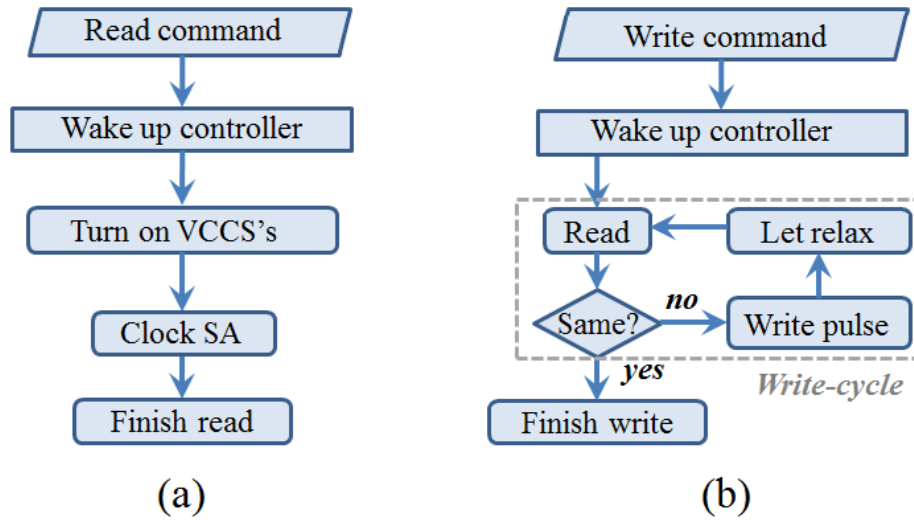 Read command
Wake up controller
Turn on VCCS's
Clock SA
Finish read
(a)
Write command
Wake up controller
Read
Let relax
Same?
no
Write pulse
yes
Write-cycle
Finish write
(b)